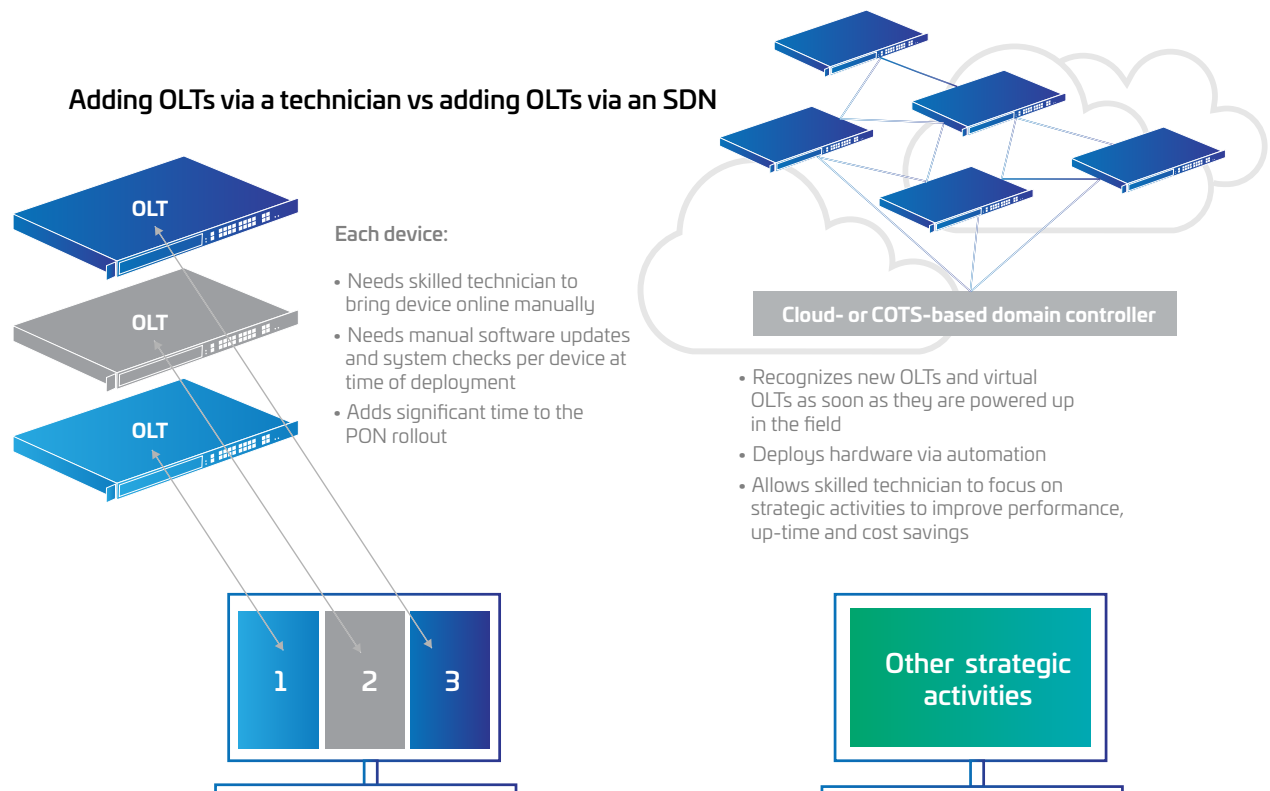 Adding OLTs via a technician vs adding OLTs via an SDN
OLT
OLT
OLT
Each device:
• Needs skilled technician to
bring device online manually
• Needs manual software updates
and system checks per device at
time of deployment
• Adds significant time to the
PON rollout
1
2
3
Cloud- or COTS-based domain controller
• Recognizes new OLTs and virtual
OLTs as soon as they are powered up
in the field
• Deploys hardware via automation
• Allows skilled technician to focus on
strategic activities to improve performance,
up-time and cost savings
Other strategic
activities